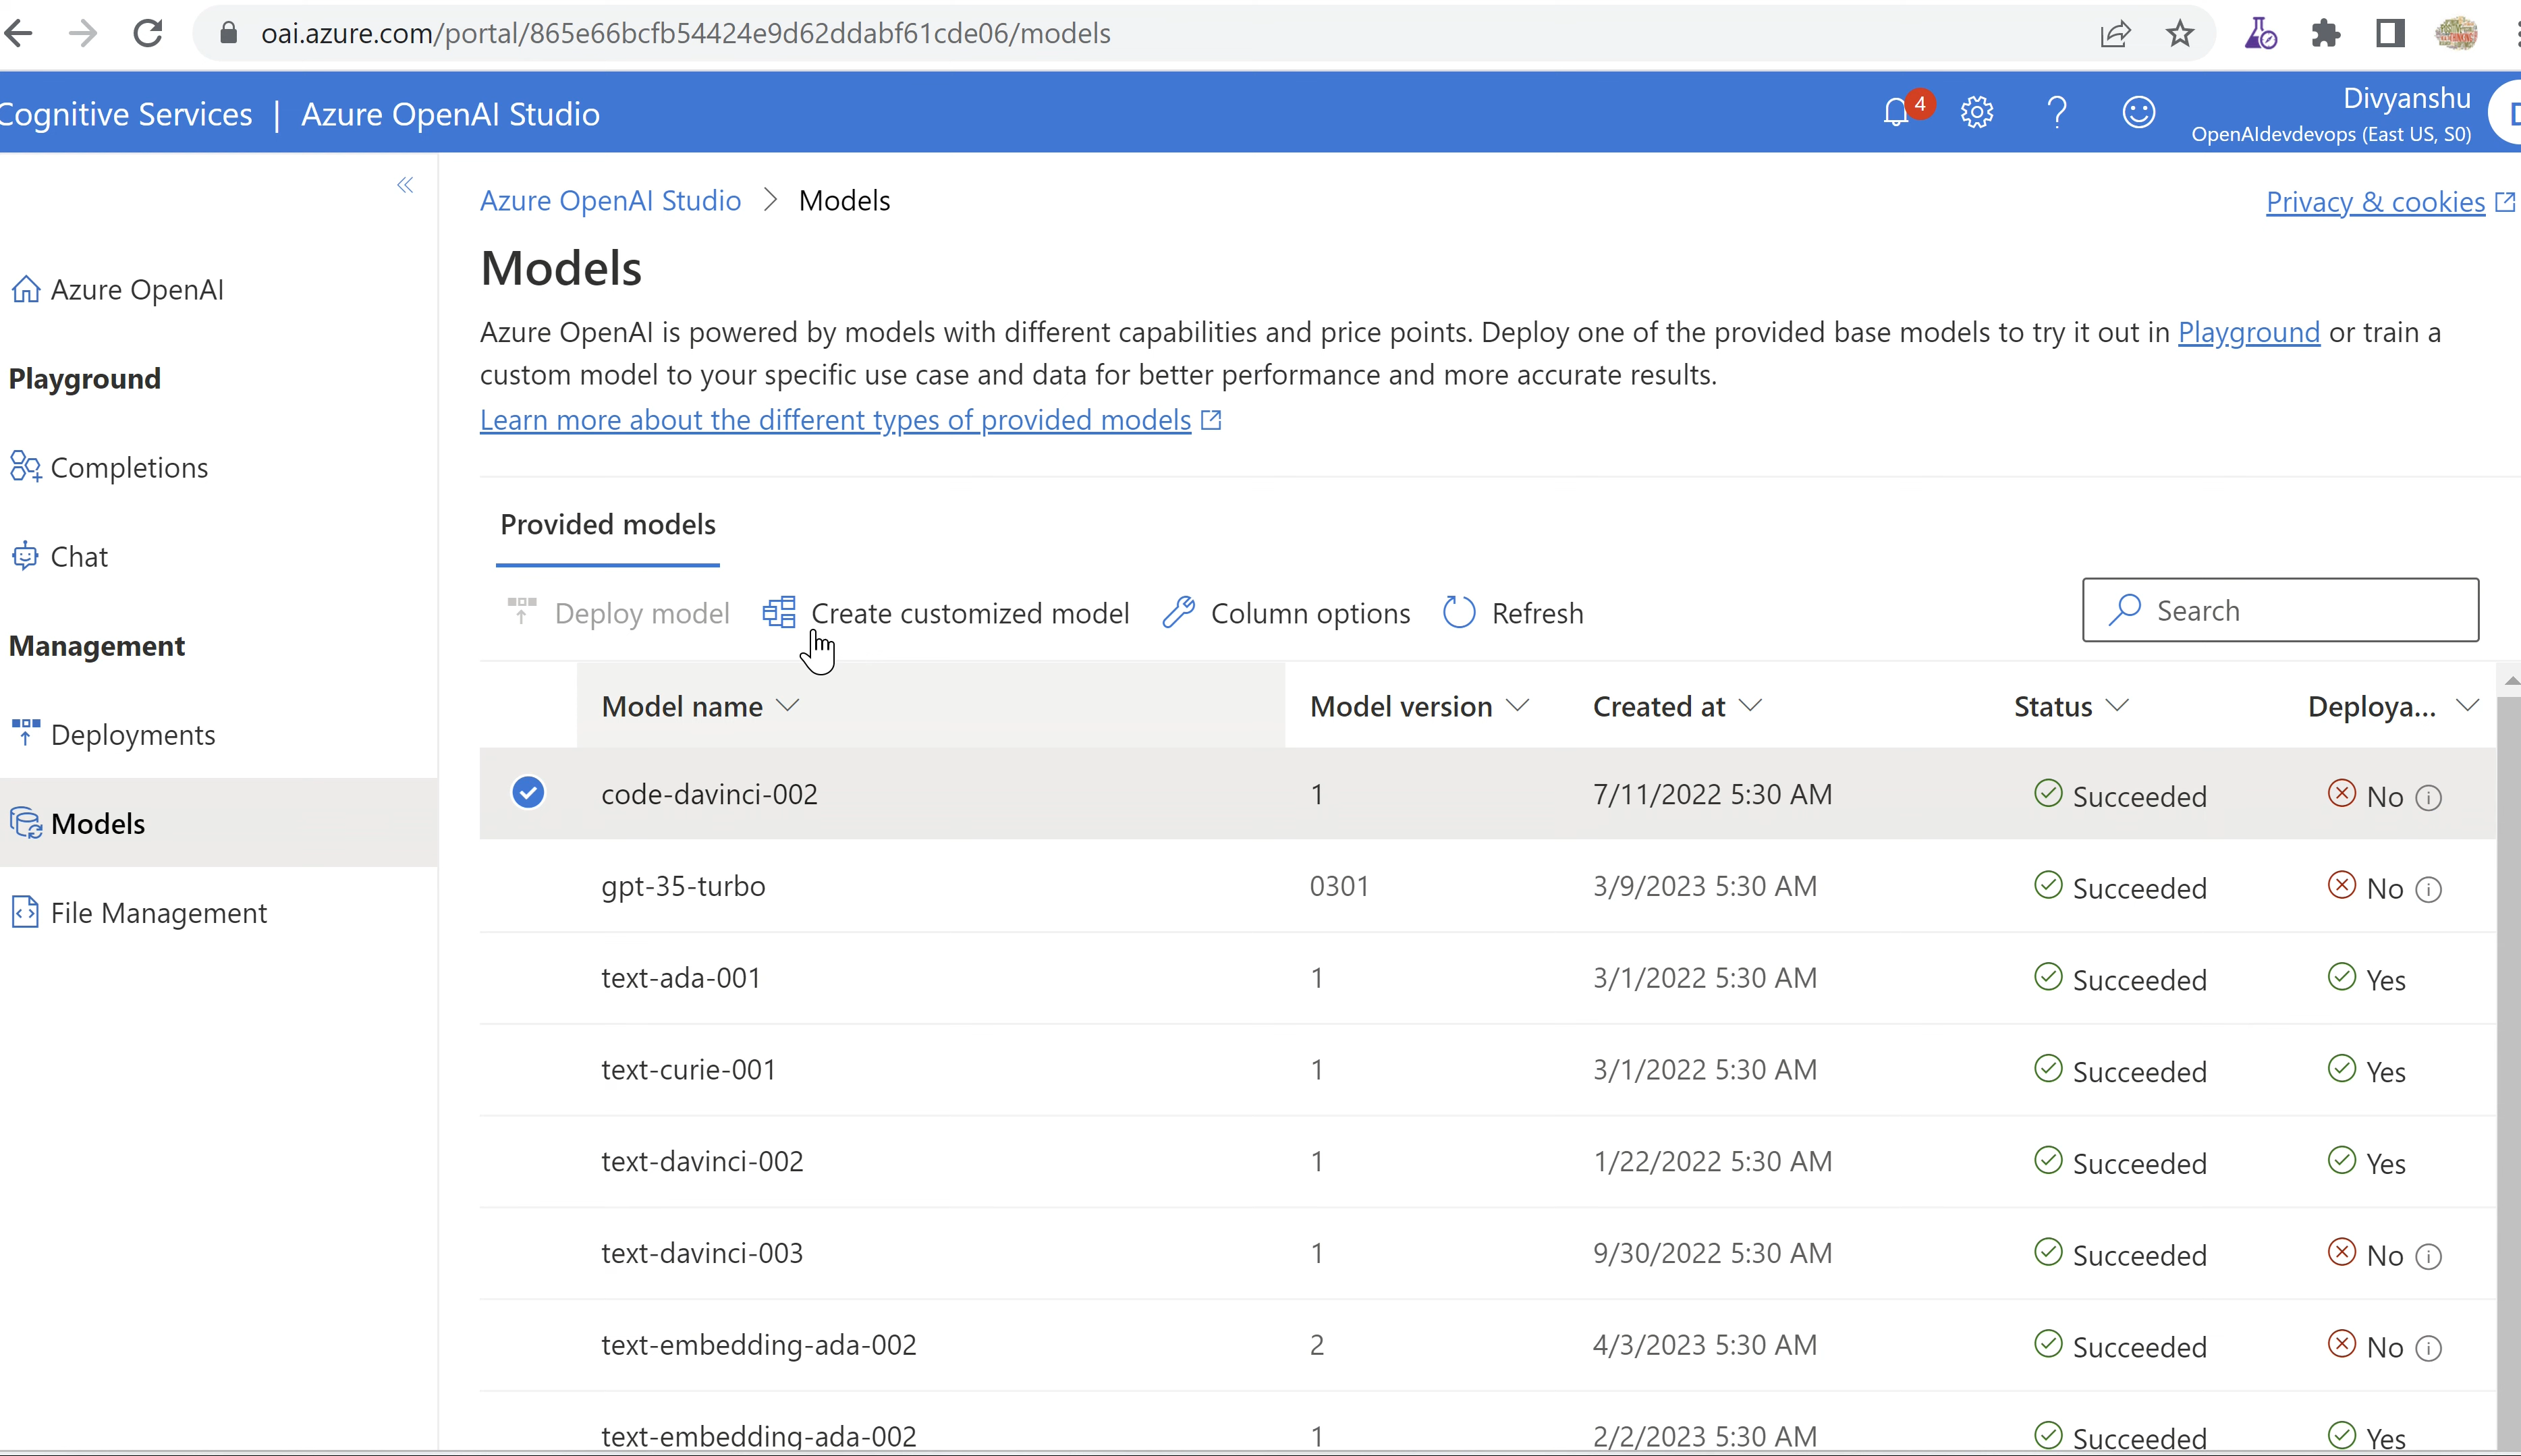 oai.azure.com/portal/865e66bcfb54424e9d62ddabf61cde06/models
Cognitive Services | Azure OpenAI Studio
4
Divyanshu
OpenAIdevdevops (East US, S0)
Azure OpenAI Studio > Models
Privacy & cookies
Azure OpenAI
Playground
Completions
Chat
Management
Deployments
Models
File Management
Models
Azure OpenAI is powered by models with different capabilities and price points. Deploy one of the provided base models to try it out in Playground or train a
custom model to your specific use case and data for better performance and more accurate results.
Learn more about the different types of provided models
Provided models
Deploy model Create customized model Column options Refresh Search
Model name Model version Created at Status Deploya...
code-davinci-002 1 7/11/2022 5:30 AM Succeeded No
gpt-35-turbo 0301 3/9/2023 5:30 AM Succeeded No
text-ada-001 1 3/1/2022 5:30 AM Succeeded Yes
text-curie-001 1 3/1/2022 5:30 AM Succeeded Yes
text-davinci-002 1 1/22/2022 5:30 AM Succeeded Yes
text-davinci-003 1 9/30/2022 5:30 AM Succeeded No
text-embedding-ada-002 2 4/3/2023 5:30 AM Succeeded No
text-embedding-ada-002 1 2/2/2023 5:30 AM Succeeded Yes